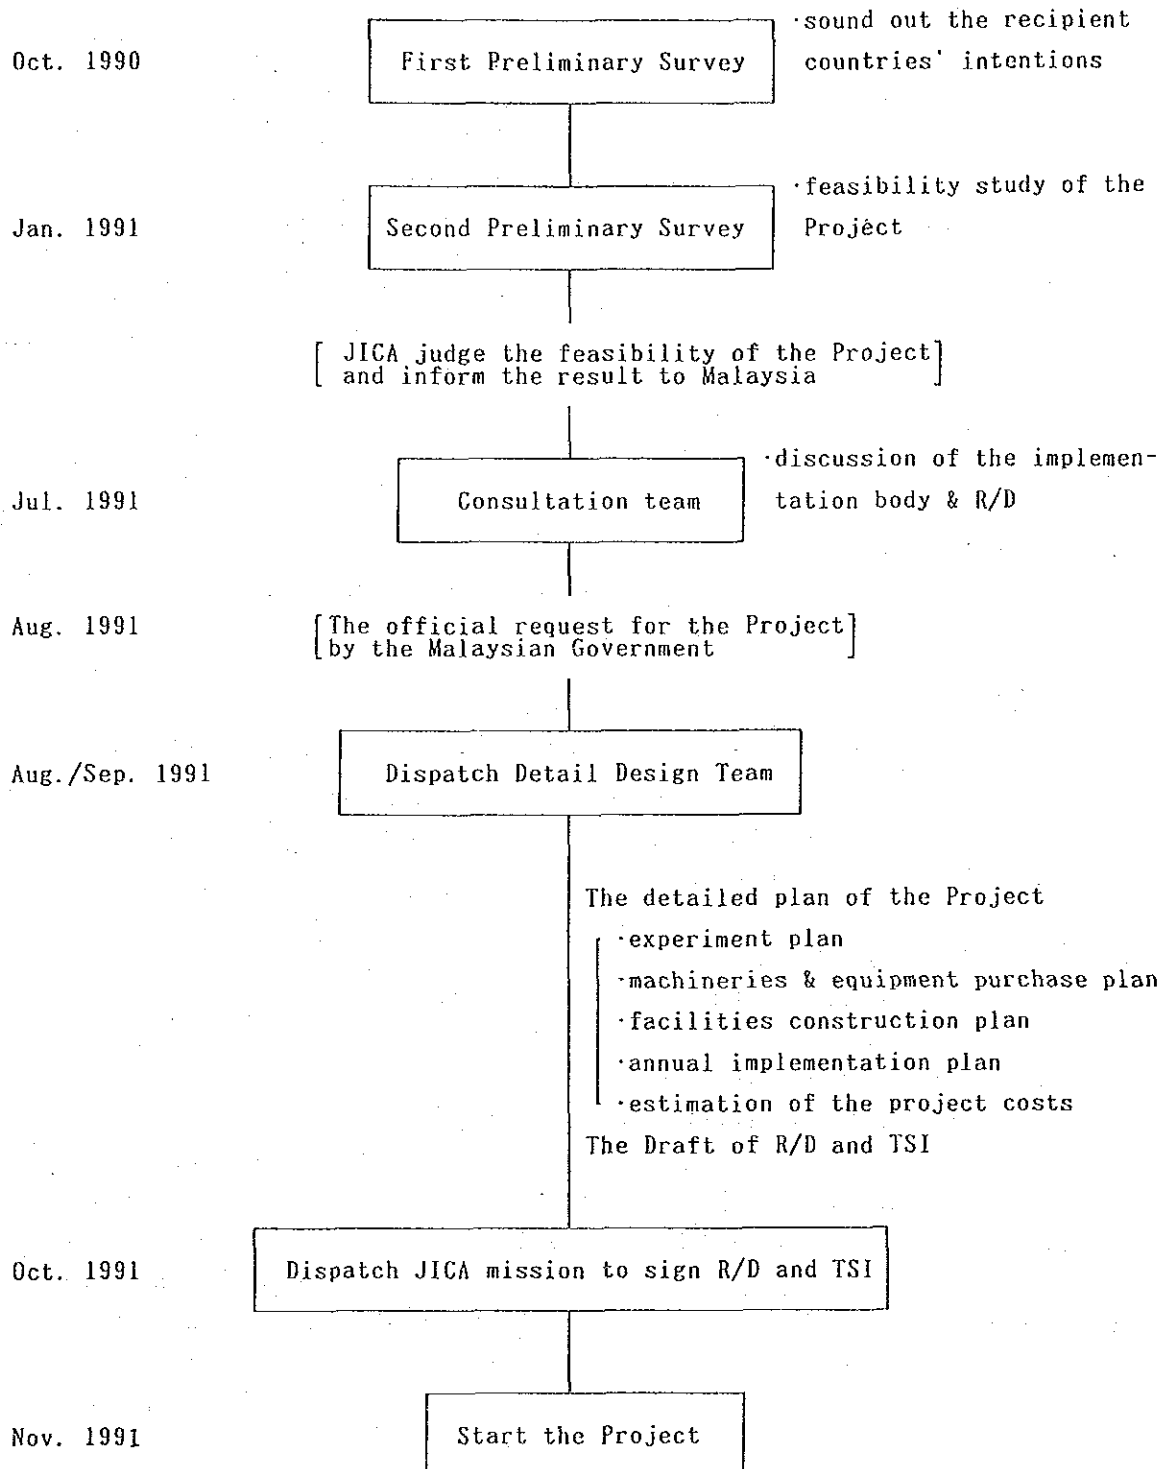 ·sound out the recipient
Oct. 1990 First Preliminary Survey countries' intentions
·feasibility study of the
Jan. 1991 Second Preliminary Survey Project
[ JICA judge the feasibility of the Project ]
[ and inform the result to Malaysia ]
·discussion of the implemen-
Jul. 1991 Consultation team tation body & R/D
Aug. 1991 [The official request for the Project]
[by the Malaysian Government ]
Aug./Sep. 1991 Dispatch Detail Design Team
The detailed plan of the Project
·experiment plan
·machineries & equipment purchase plan
·facilities construction plan
·annual implementation plan
·estimation of the project costs
The Draft of R/D and TSI
Oct. 1991 Dispatch JICA mission to sign R/D and TSI
Nov. 1991 Start the Project